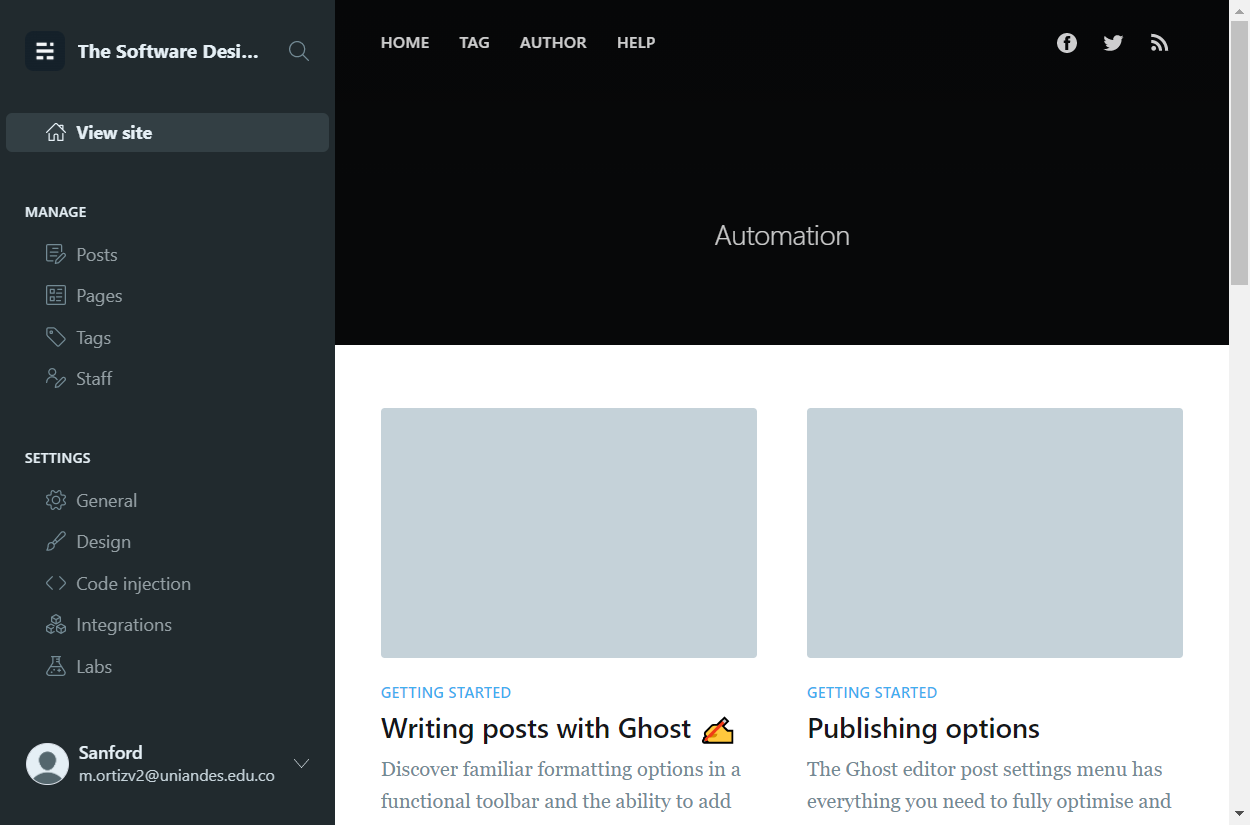 The Software Desi...
View site
MANAGE
Posts
Pages
Tags
Staff
SETTINGS
General
Design
Code injection
Integrations
Labs
Sanford
m.ortizv2@uniandes.edu.co
HOME TAG AUTHOR HELP
Automation
GETTING STARTED
Writing posts with Ghost ✍️
Discover familiar formatting options in a
functional toolbar and the ability to add
GETTING STARTED
Publishing options
The Ghost editor post settings menu has
everything you need to fully optimise and